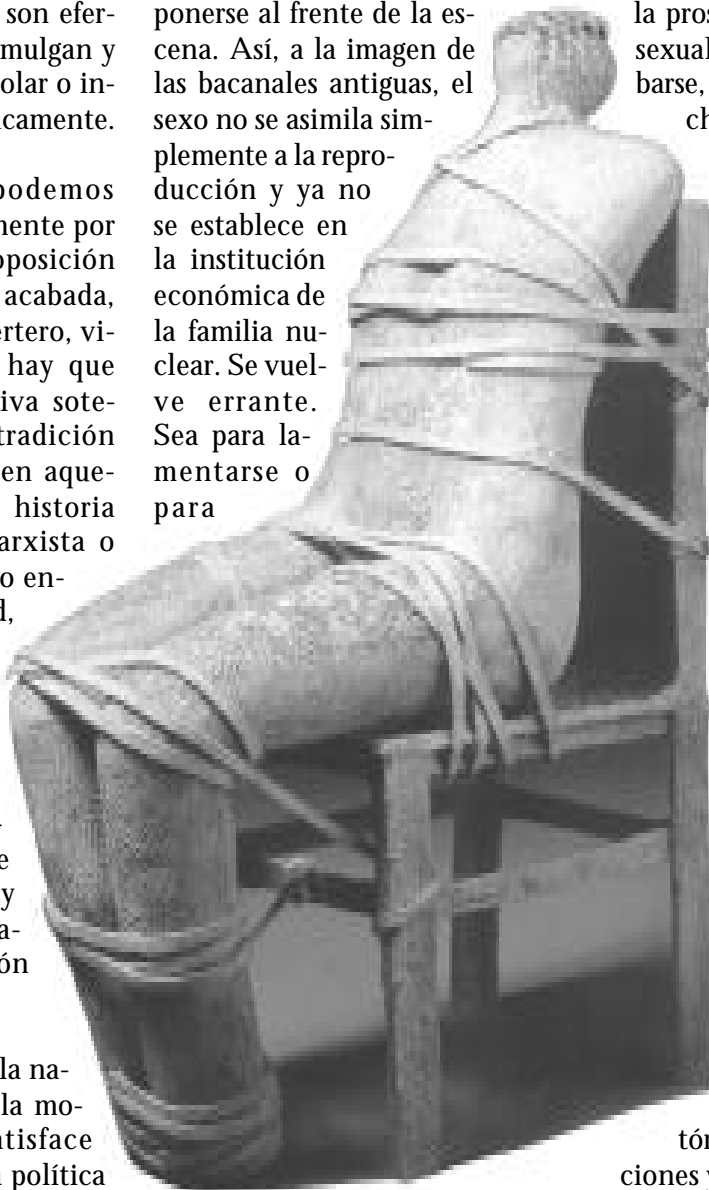 son efer-
mulgan y
olar o in-
icamente.
podemos
mente por
oposición
acabada,
ertero, vi-
hay que
iva sote-
tradición
en aque-
historia
arxista o
o en-
d,
e
y
a-
ón
la na-
la mo-
tisface
política
ponerse al frente de la es-
cena. Así, a la imagen de
las bacanales antiguas, el
sexo no se asimila sim-
plemente a la repro-
ducción y ya no
se establece en
la institución
económica de
la familia nu-
clear. Se vuel-
ve errante.
Sea para la-
mentarse o
para
la pros
sexual
barse,
ch
tón
ciones y